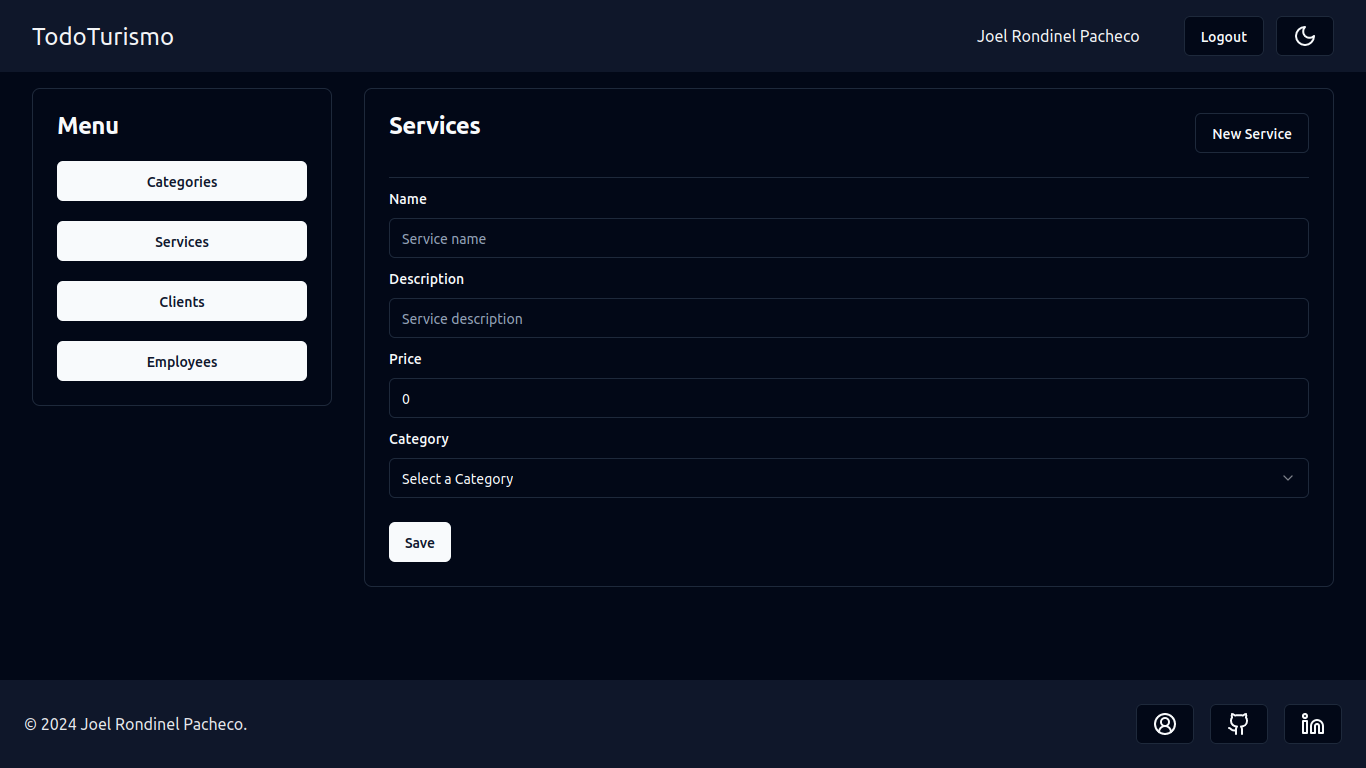 TodoTurismo
Joel Rondinel Pacheco
Logout
Menu
Categories
Services
Clients
Employees
Services
New Service
Name
Service name
Description
Service description
Price
0
Category
Select a Category
Save
© 2024 Joel Rondinel Pacheco.